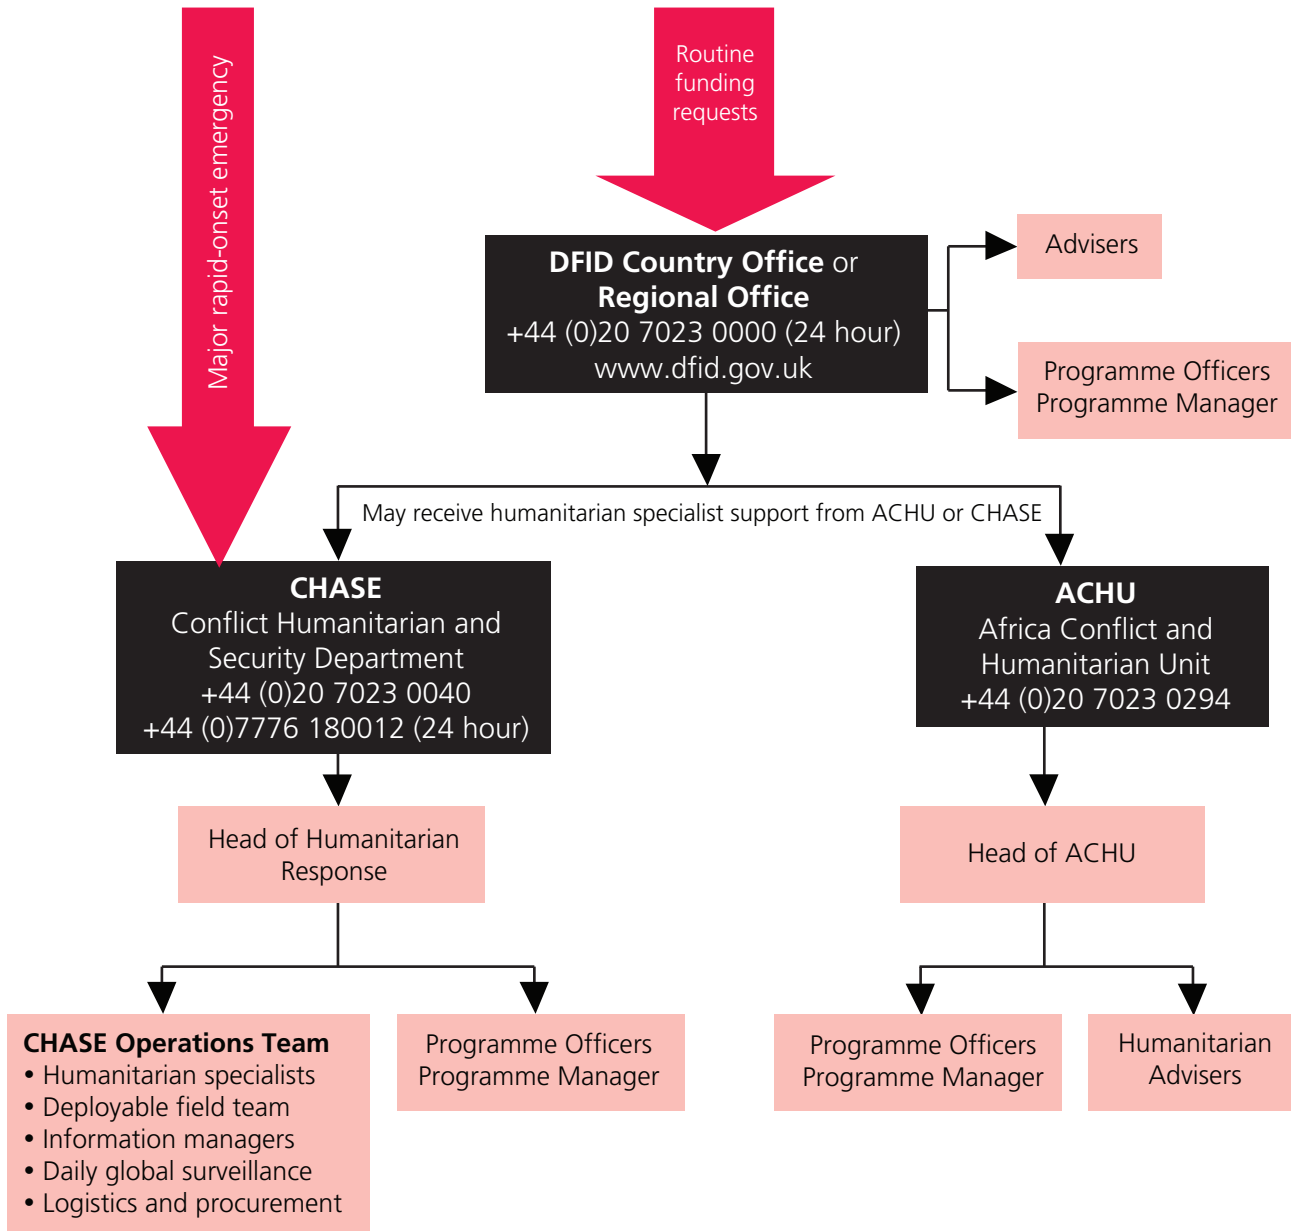 Major rapid-onset emergency
Routine
funding
requests
DFID Country Office or
Regional Office
+44 (0)20 7023 0000 (24 hour)
www.dfid.gov.uk
Advisers
Programme Officers
Programme Manager
May receive humanitarian specialist support from ACHU or CHASE
CHASE
Conflict Humanitarian and
Security Department
+44 (0)20 7023 0040
+44 (0)7776 180012 (24 hour)
ACHU
Africa Conflict and
Humanitarian Unit
+44 (0)20 7023 0294
Head of Humanitarian
Response
Head of ACHU
CHASE Operations Team
• Humanitarian specialists
• Deployable field team
• Information managers
• Daily global surveillance
• Logistics and procurement
Programme Officers
Programme Manager
Programme Officers
Programme Manager
Humanitarian
Advisers